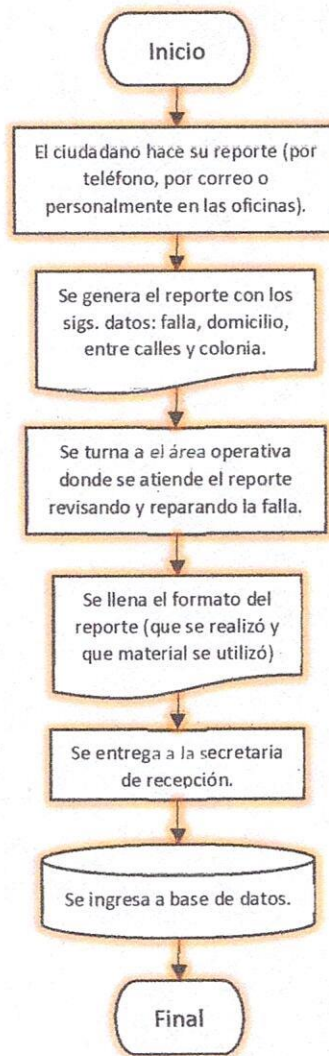 Inicio
El ciudadano hace su reporte (por
teléfono, por correo o
personalmente en las oficinas).
Se genera el reporte con los
sigs. datos: falla, domicilio,
entre calles y colonia.
Se turna a el área operativa
donde se atiende el reporte
revisando y reparando la falla.
Se llena el formato del
reporte (que se realizó y
que material se utilizó)
Se entrega a la secretaria
de recepción.
Se ingresa a base de datos.
Final